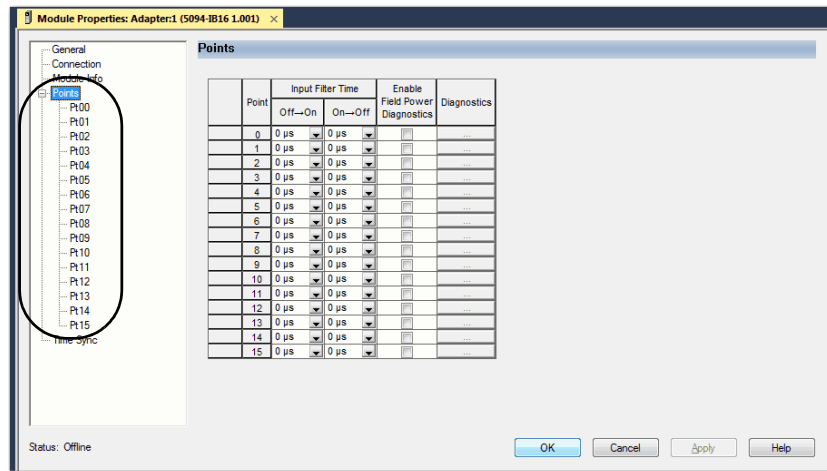 Module Properties: Adapter:1 (5094-IB16 1.001) ×
General
Connection
Module Info
Points
Pt00
Pt01
Pt02
Pt03
Pt04
Pt05
Pt06
Pt07
Pt08
Pt09
Pt10
Pt11
Pt12
Pt13
Pt14
Pt15
Time Sync
Points
Point
Input Filter Time
Off→On
On→Off
Enable
Field Power
Diagnostics
Diagnostics
0 0 µs 0 µs ...
1 0 µs 0 µs ...
2 0 µs 0 µs ...
3 0 µs 0 µs ...
4 0 µs 0 µs ...
5 0 µs 0 µs ...
6 0 µs 0 µs ...
7 0 µs 0 µs ...
8 0 µs 0 µs ...
9 0 µs 0 µs ...
10 0 µs 0 µs ...
11 0 µs 0 µs ...
12 0 µs 0 µs ...
13 0 µs 0 µs ...
14 0 µs 0 µs ...
15 0 µs 0 µs ...
Status: Offline
OK Cancel Apply Help